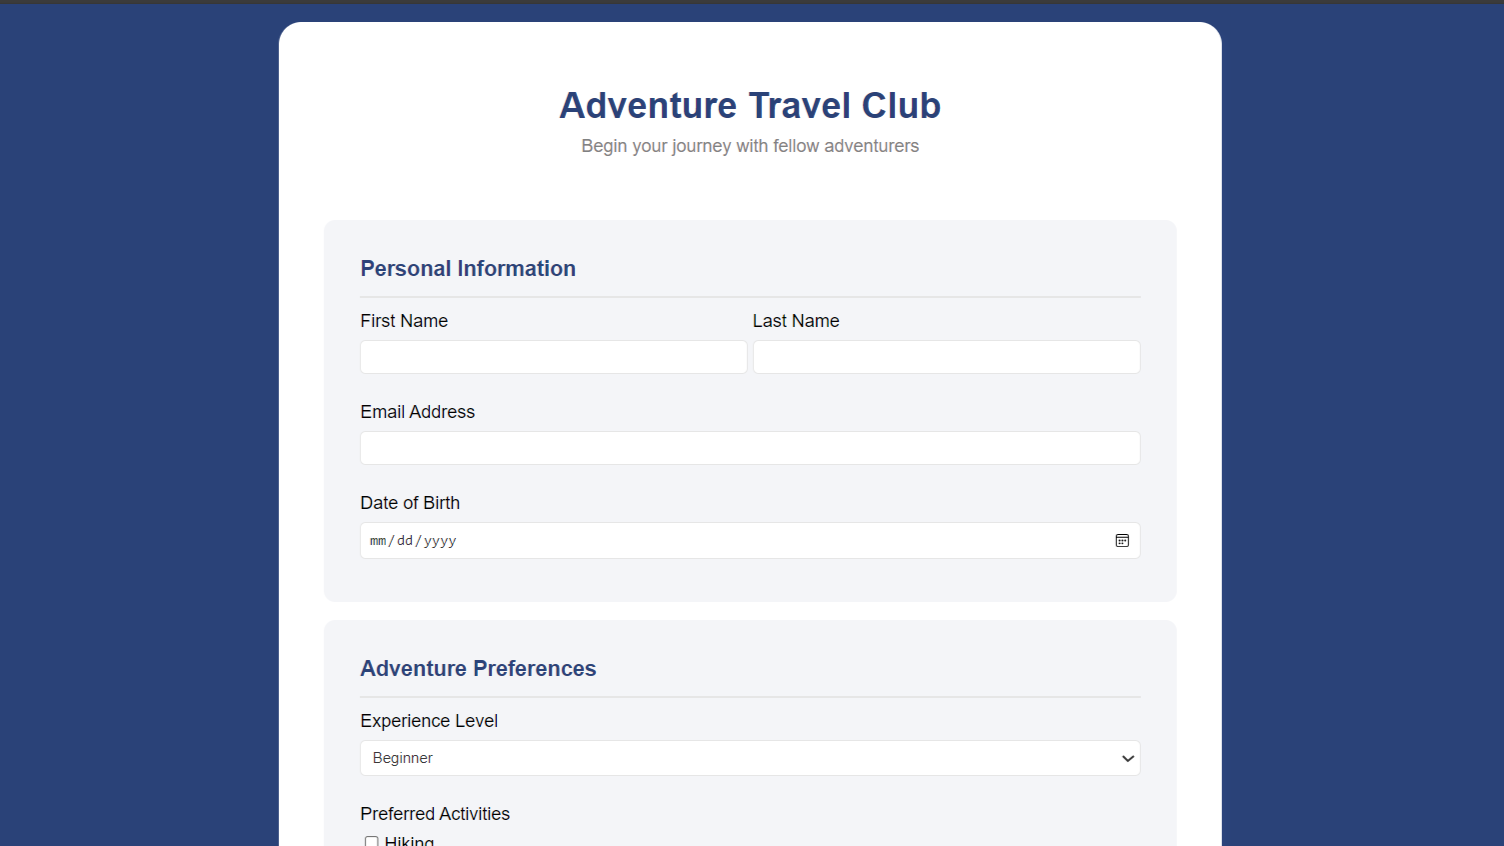 Adventure Travel Club
Begin your journey with fellow adventurers
Personal Information
First Name Last Name
Email Address
Date of Birth
mm/dd/yyyy
Adventure Preferences
Experience Level
Beginner
Preferred Activities
Hiking